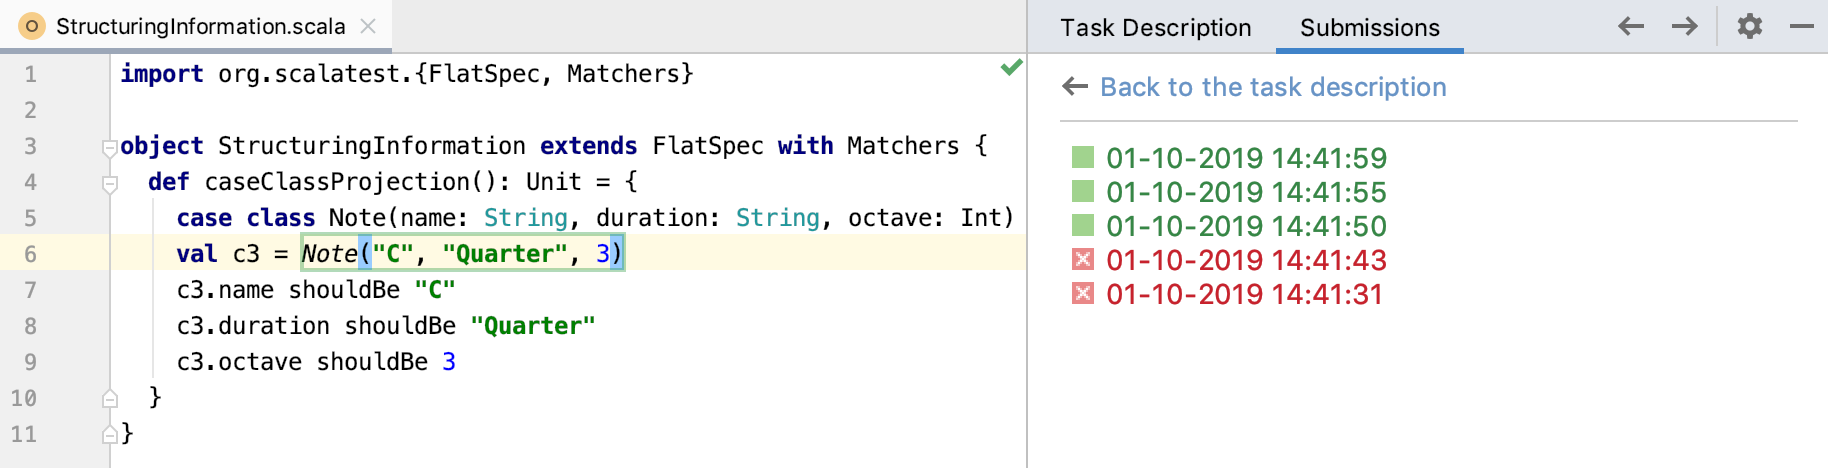 StructuringInformation.scala
1 import org.scalatest.{FlatSpec, Matchers}
2
3 object StructuringInformation extends FlatSpec with Matchers {
4 def caseClassProjection(): Unit = {
5 case class Note(name: String, duration: String, octave: Int)
6 val c3 = Note("C", "Quarter", 3)
7 c3.name shouldBe "C"
8 c3.duration shouldBe "Quarter"
9 c3.octave shouldBe 3
10 }
11 }
Task Description Submissions
Back to the task description
01-10-2019 14:41:59
01-10-2019 14:41:55
01-10-2019 14:41:50
01-10-2019 14:41:43
01-10-2019 14:41:31